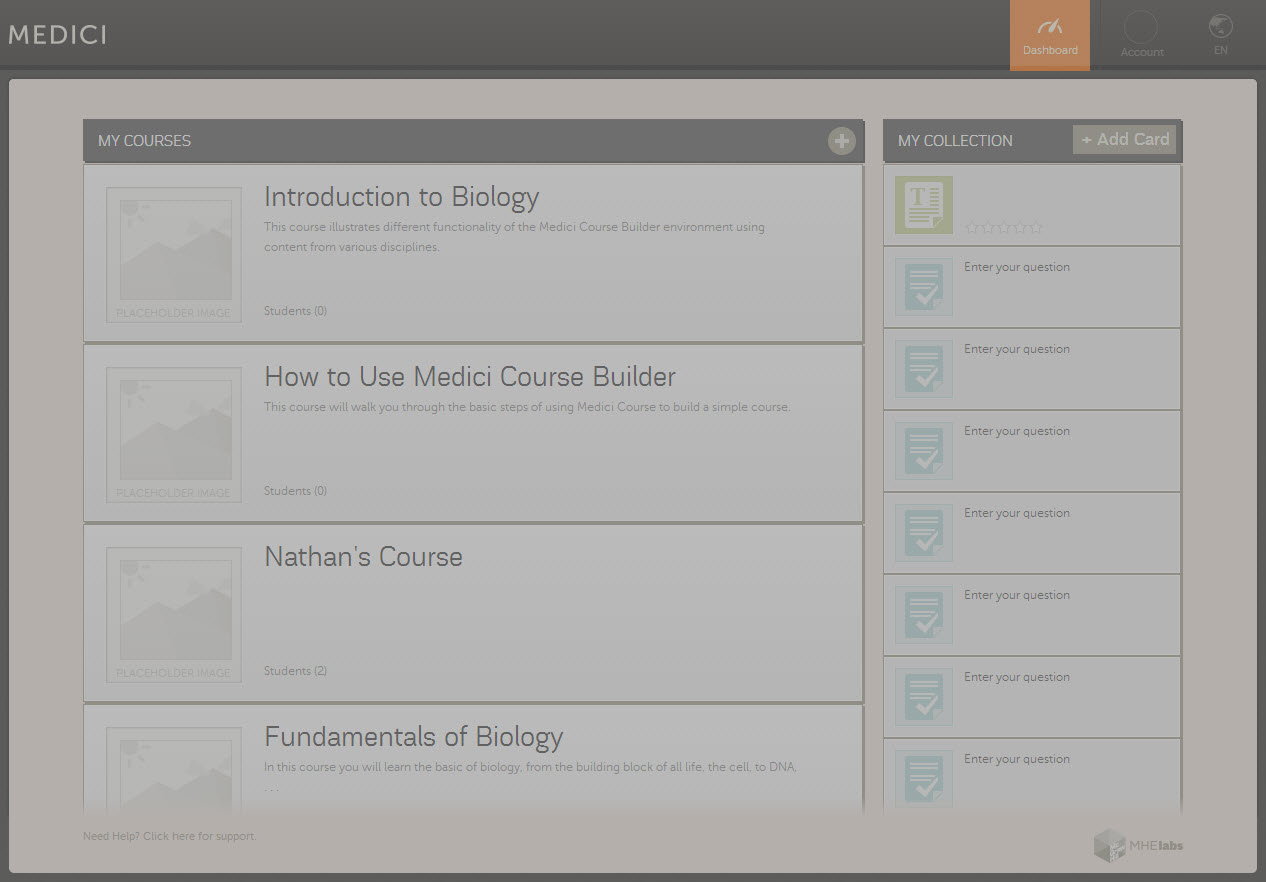 MEDICI
Dashboard
Account
EN
MY COURSES
Introduction to Biology
This course illustrates different functionality of the Medici Course Builder environment using
content from various disciplines.
PLACEHOLDER IMAGE
Students (0)
How to Use Medici Course Builder
This course will walk you through the basic steps of using Medici Course to build a simple course.
PLACEHOLDER IMAGE
Students (0)
Nathan's Course
PLACEHOLDER IMAGE
Students (2)
Fundamentals of Biology
In this course you will learn the basic of biology, from the building block of all life, the cell, to DNA.
. . .
MY COLLECTION
+ Add Card
T
Enter your question
Enter your question
Enter your question
Enter your question
Enter your question
Enter your question
Enter your question
Need Help? Click here for support.
MHElabs